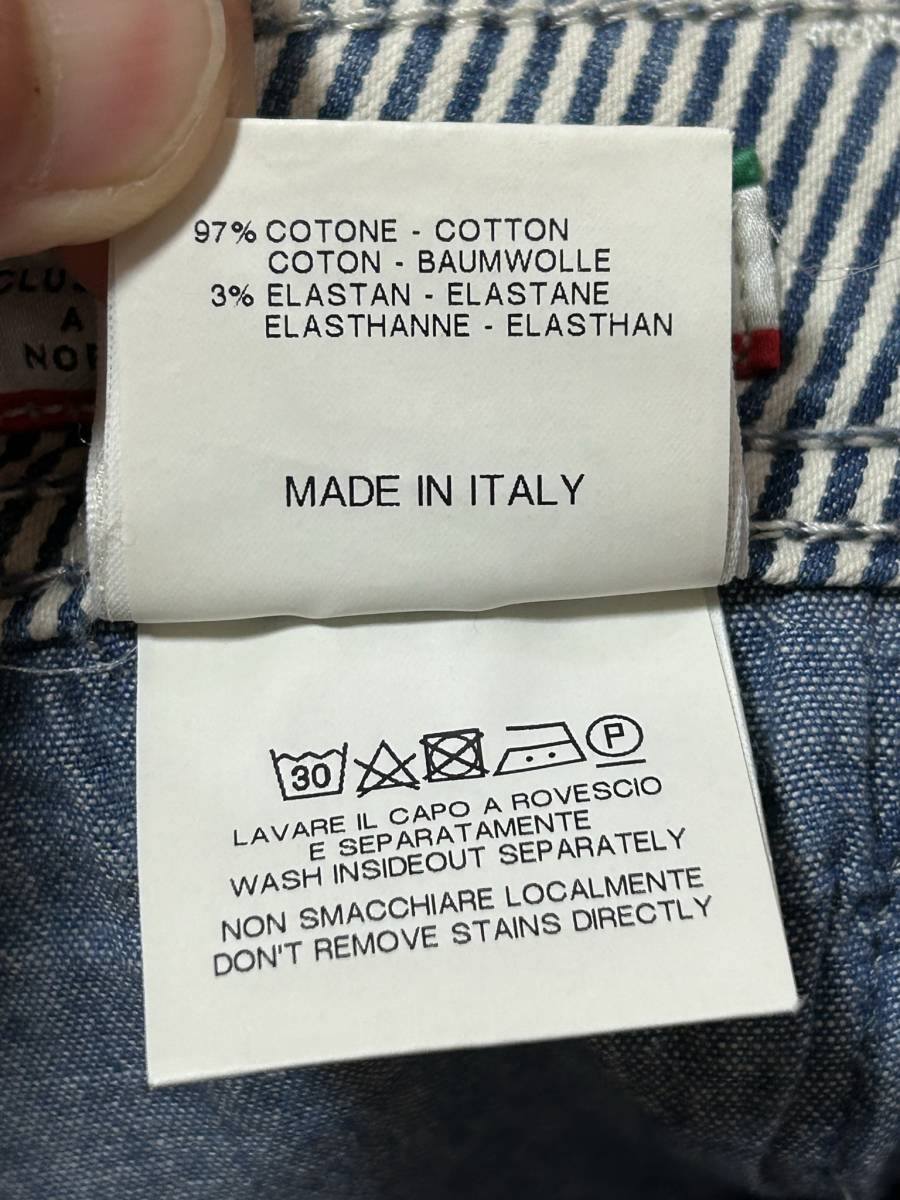 97% COTONE - COTTON
COTON - BAUMWOLLE
3% ELASTAN - ELASTANE
ELASTHANNE - ELASTHAN
MADE IN ITALY
A
30
P
LAVARE IL CAPO A ROVESCIO
E SEPARATAMENTE
WASH INSIDEOUT SEPARATELY
NON SMACCHIARE LOCALMENTE
DON'T REMOVE STAINS DIRECTLY